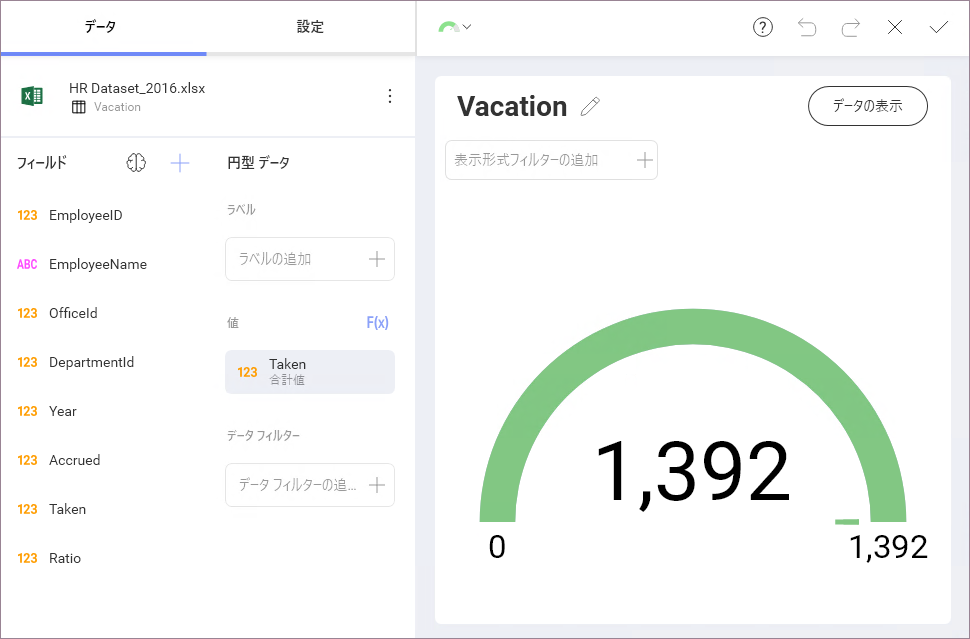 データ
設定
HR Dataset_2016.xlsx
Vacation
フィールド
123 EmployeeID
ABC EmployeeName
123 OfficeId
123 DepartmentId
123 Year
123 Accrued
123 Taken
123 Ratio
円型 データ
ラベル
ラベルの追加
値 F(x)
123 Taken
合計値
データ フィルター
データ フィルターの追...
?
Vacation
データの表示
表示形式フィルターの追加
1,392
0
1,392